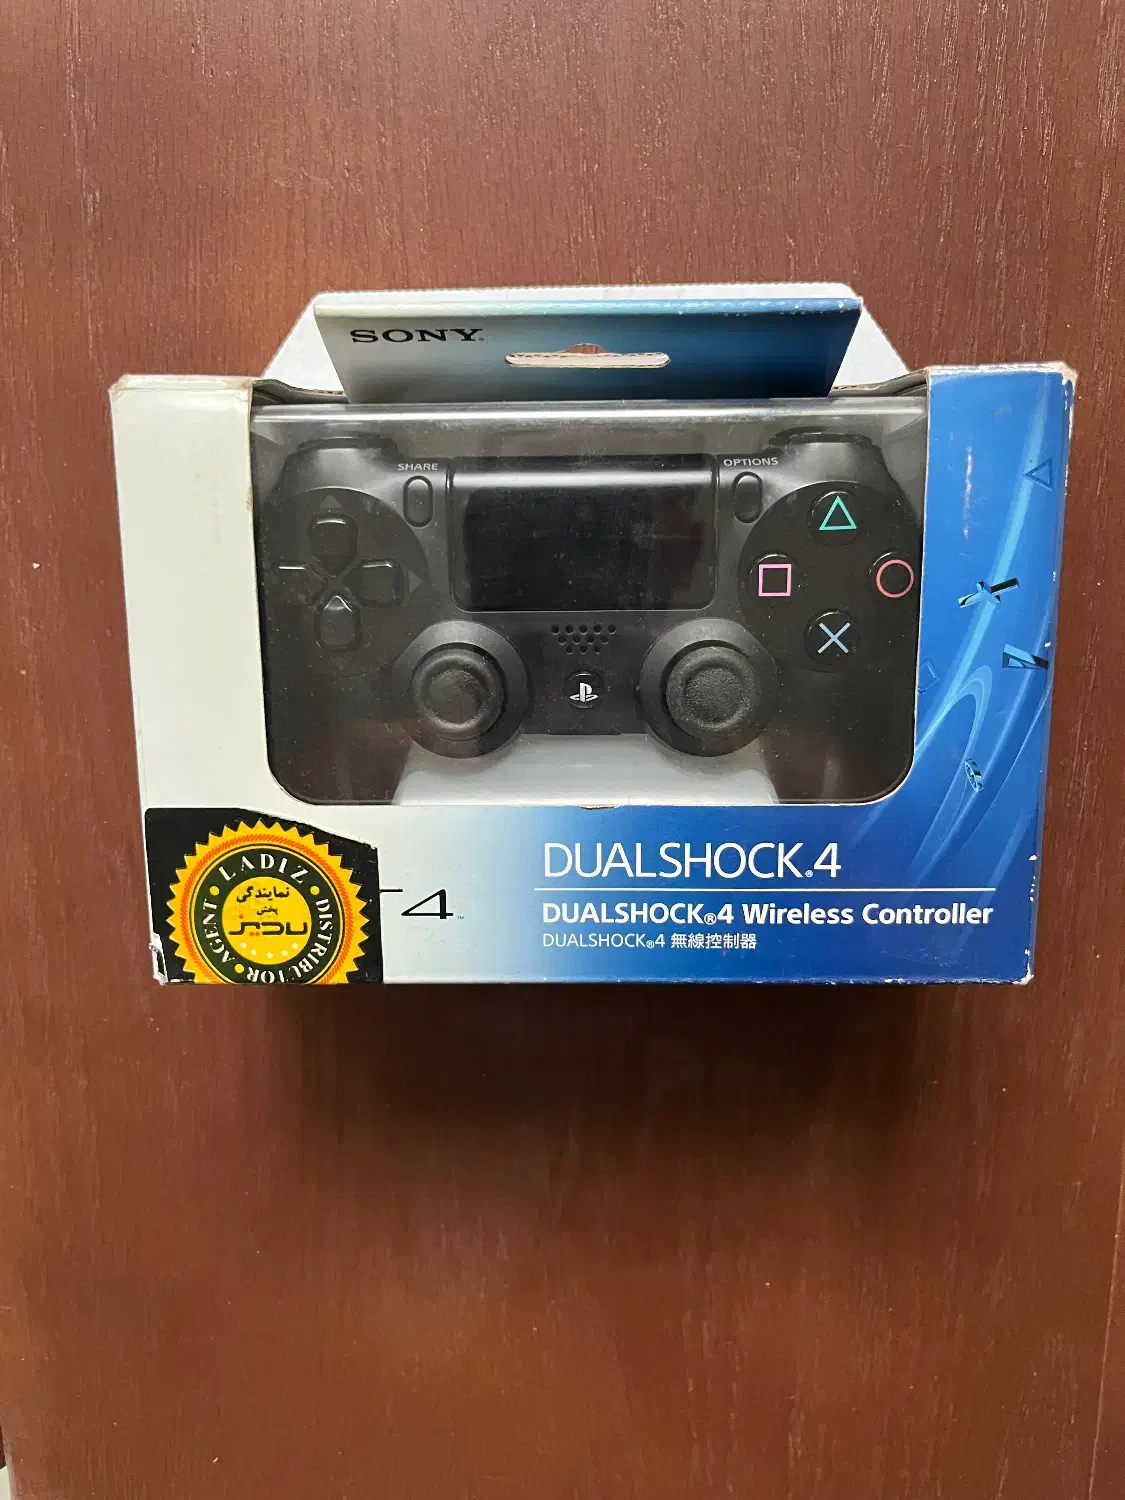 SONY
SHARE
OPTIONS
DUALSHOCK®4
4™
DUALSHOCK®4 Wireless Controller
DUALSHOCK®4 無線控制器
LADIZ
AGENT • DISTRIBUTOR
نمایندگی
پخش